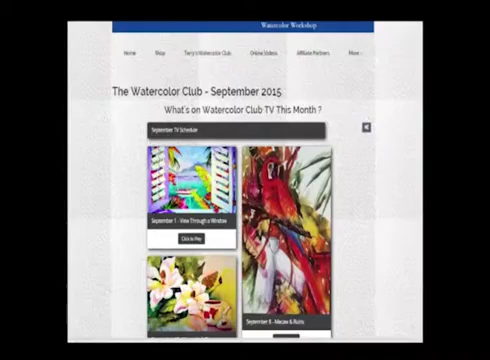 Watercolor Workshop
Home Shop Terry's Watercolor Club Online Videos Affiliate Partners More
The Watercolor Club - September 2015
What's on Watercolor Club TV This Month ?
September TV Schedule
September 1 - View Through a Window
Click to Play
September 8 - Macaw & Ruins